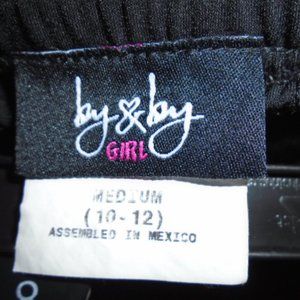 by & by
GIRL
MEDIUM
(10-12)
ASSEMBLED IN MEXICO